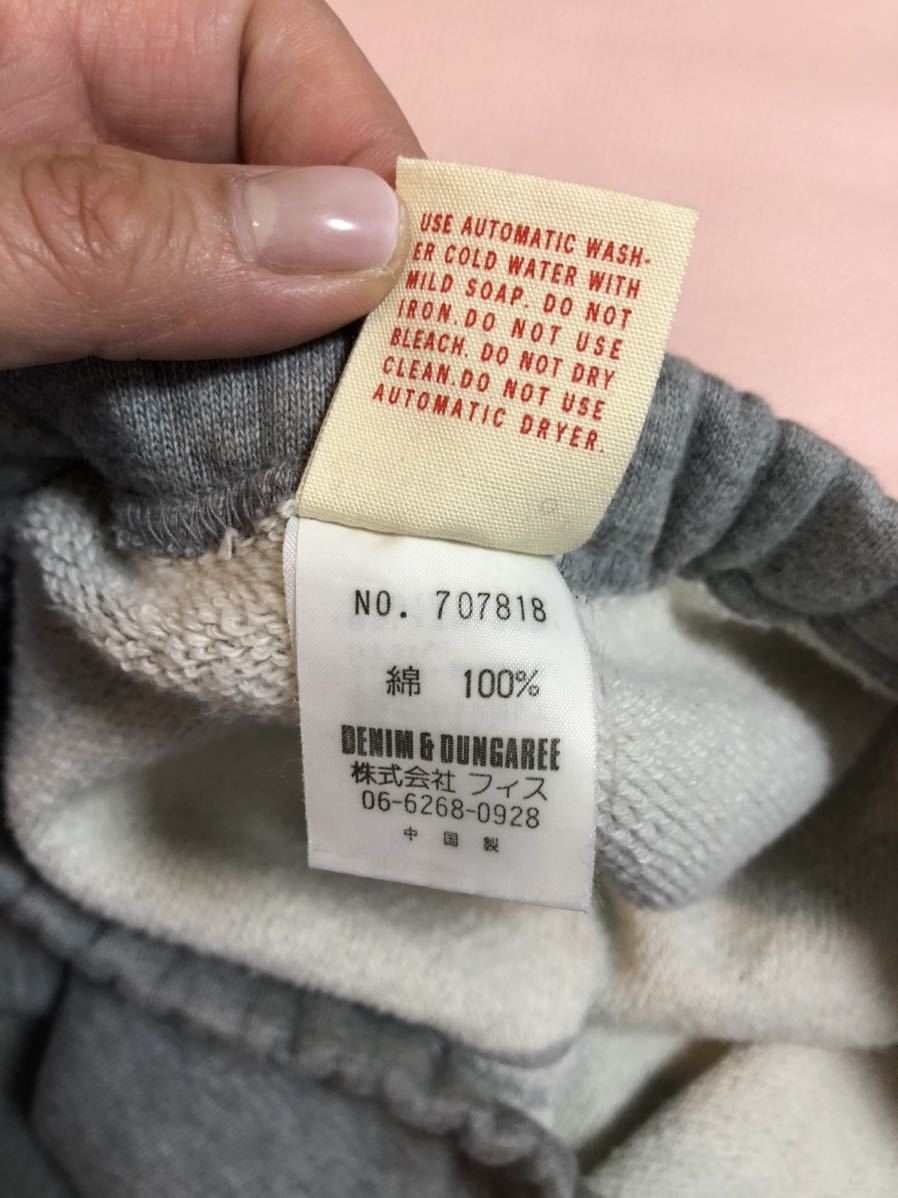 USE AUTOMATIC WASH-
ER COLD WATER WITH
MILD SOAP. DO NOT
IRON. DO NOT USE
BLEACH. DO NOT DRY
CLEAN. DO NOT USE
AUTOMATIC DRYER.
NO. 707818
綿 100%
DENIM & DUNGAREE
株式会社 フィス
06-6268-0928
中国製